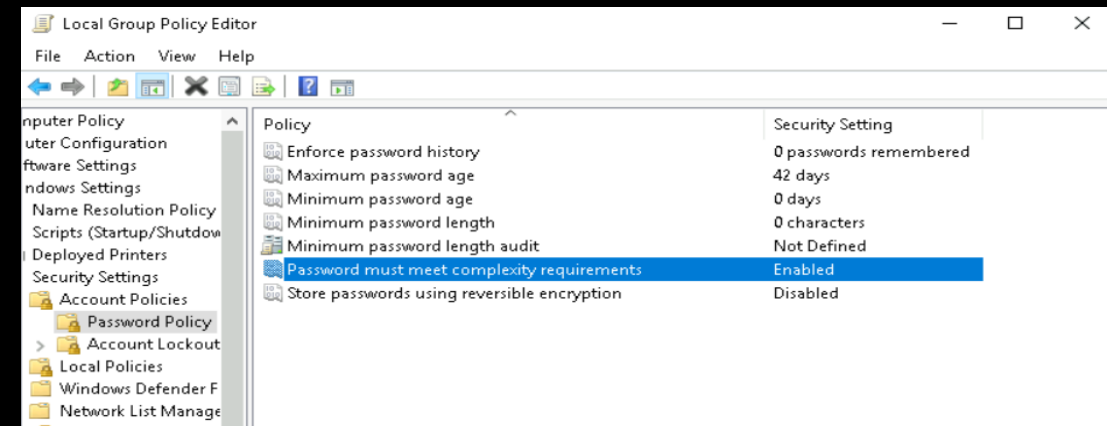 Local Group Policy Editor
File Action View Help
nputer Policy
uter Configuration
ftware Settings
ndows Settings
Name Resolution Policy
Scripts (Startup/Shutdow
Deployed Printers
Security Settings
Account Policies
Password Policy
Account Lockout
Local Policies
Windows Defender F
Network List Manage
Policy Security Setting
Enforce password history 0 passwords remembered
Maximum password age 42 days
Minimum password age 0 days
Minimum password length 0 characters
Minimum password length audit Not Defined
Password must meet complexity requirements Enabled
Store passwords using reversible encryption Disabled